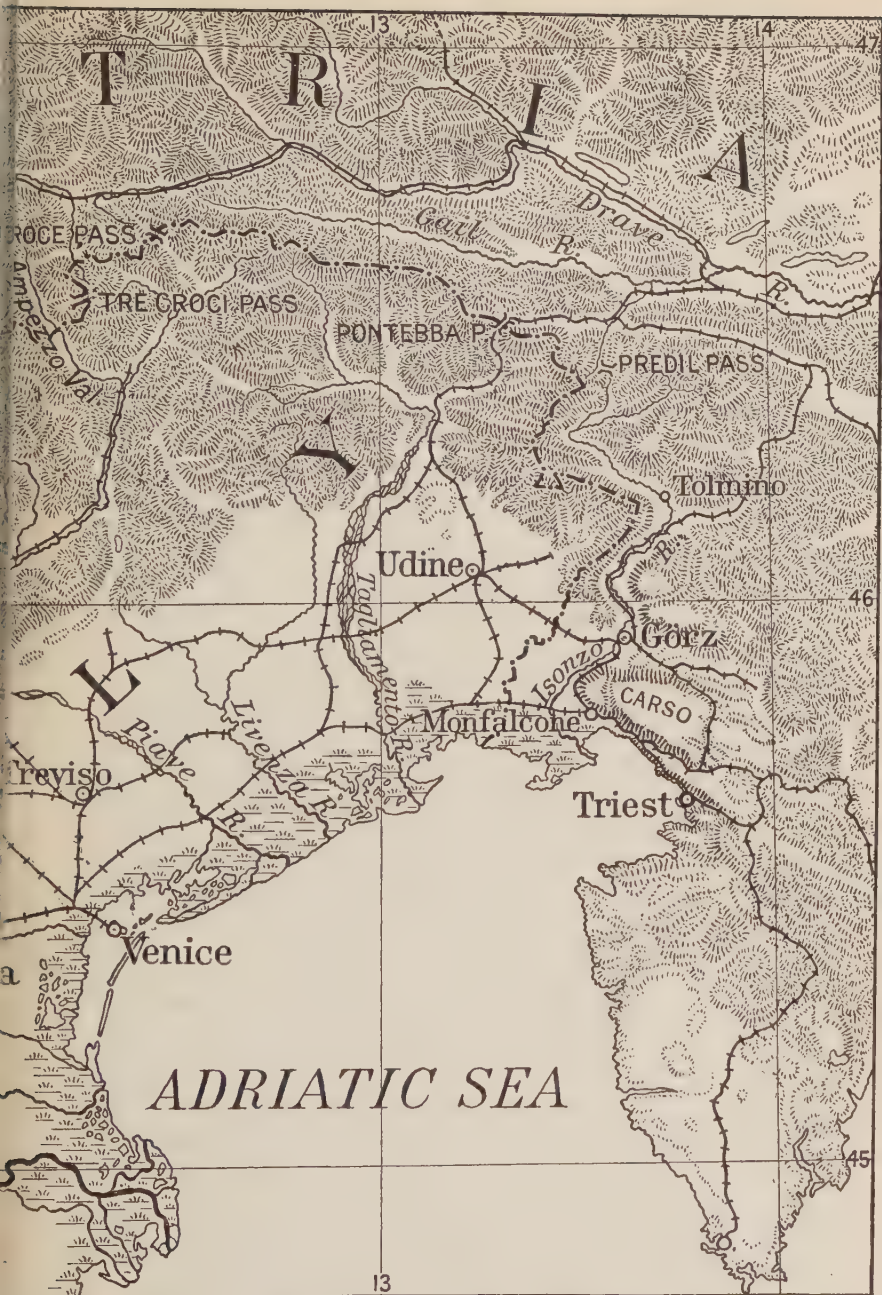 13
14
47
T R I A
Gail R.
Drave R.
ROCE PASS
TRE CROCI PASS
Ampezzo Val
PONTEBBA P.
PREDIL PASS
Y
Tolmino
Udine
R.
46
Tagliamento R.
Görz
Isonzo
L
CARSO
Monfalcone
Piave R.
Livenza R.
Treviso
Triest
Venice
a
ADRIATIC SEA
45
13